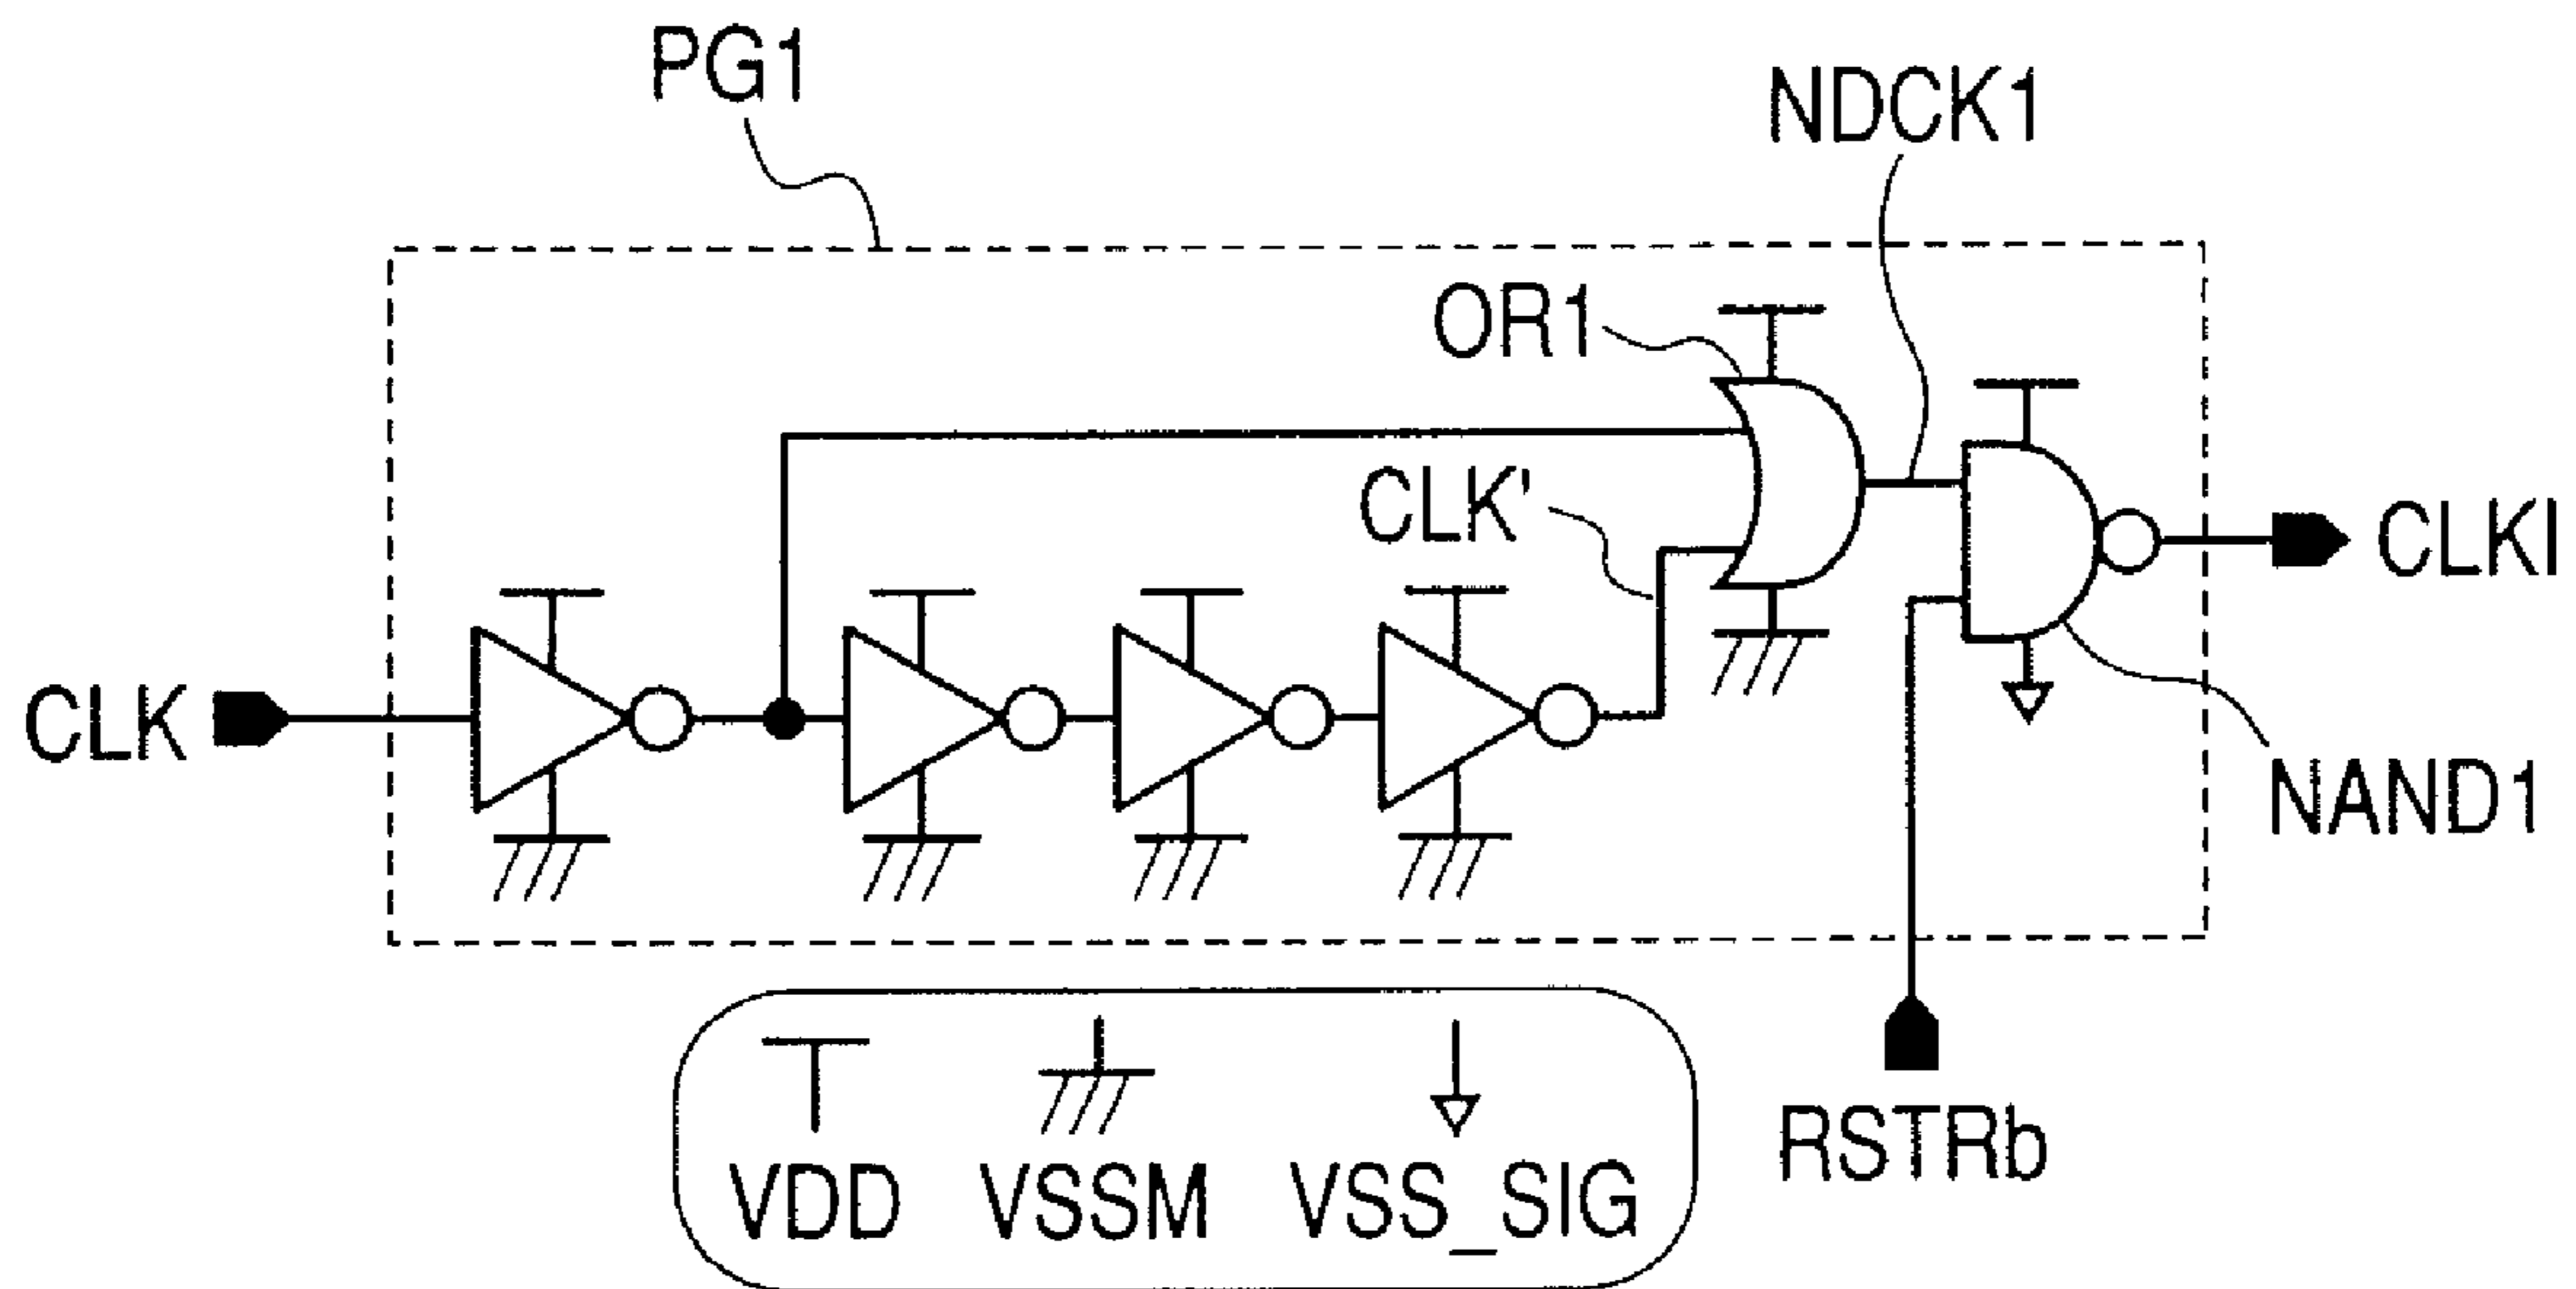 PG1
NDCK1
OR1
CLK'
CLKI
CLK
NAND1
RSTRb
VDD
VSSM
VSS_SIG